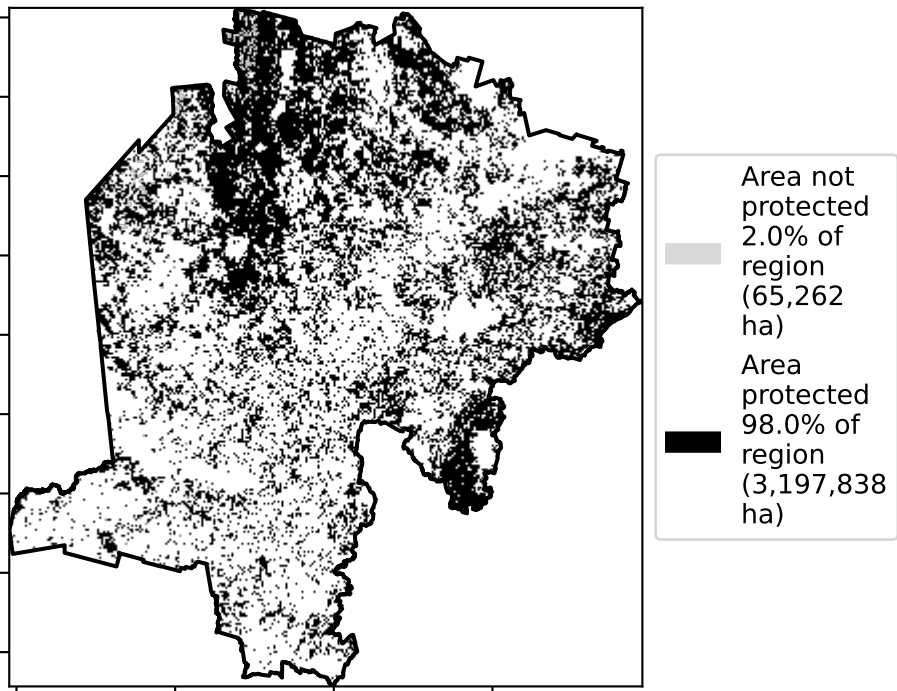 Area not
protected
2.0% of
region
(65,262
ha)
Area
protected
98.0% of
region
(3,197,838
ha)